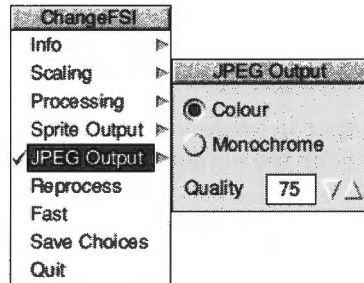 ChangeFSI
Info
Scaling
Processing
Sprite Output
JPEG Output
Reprocess
Fast
Save Choices
Quit
JPEG Output
Colour
Monochrome
Quality 75